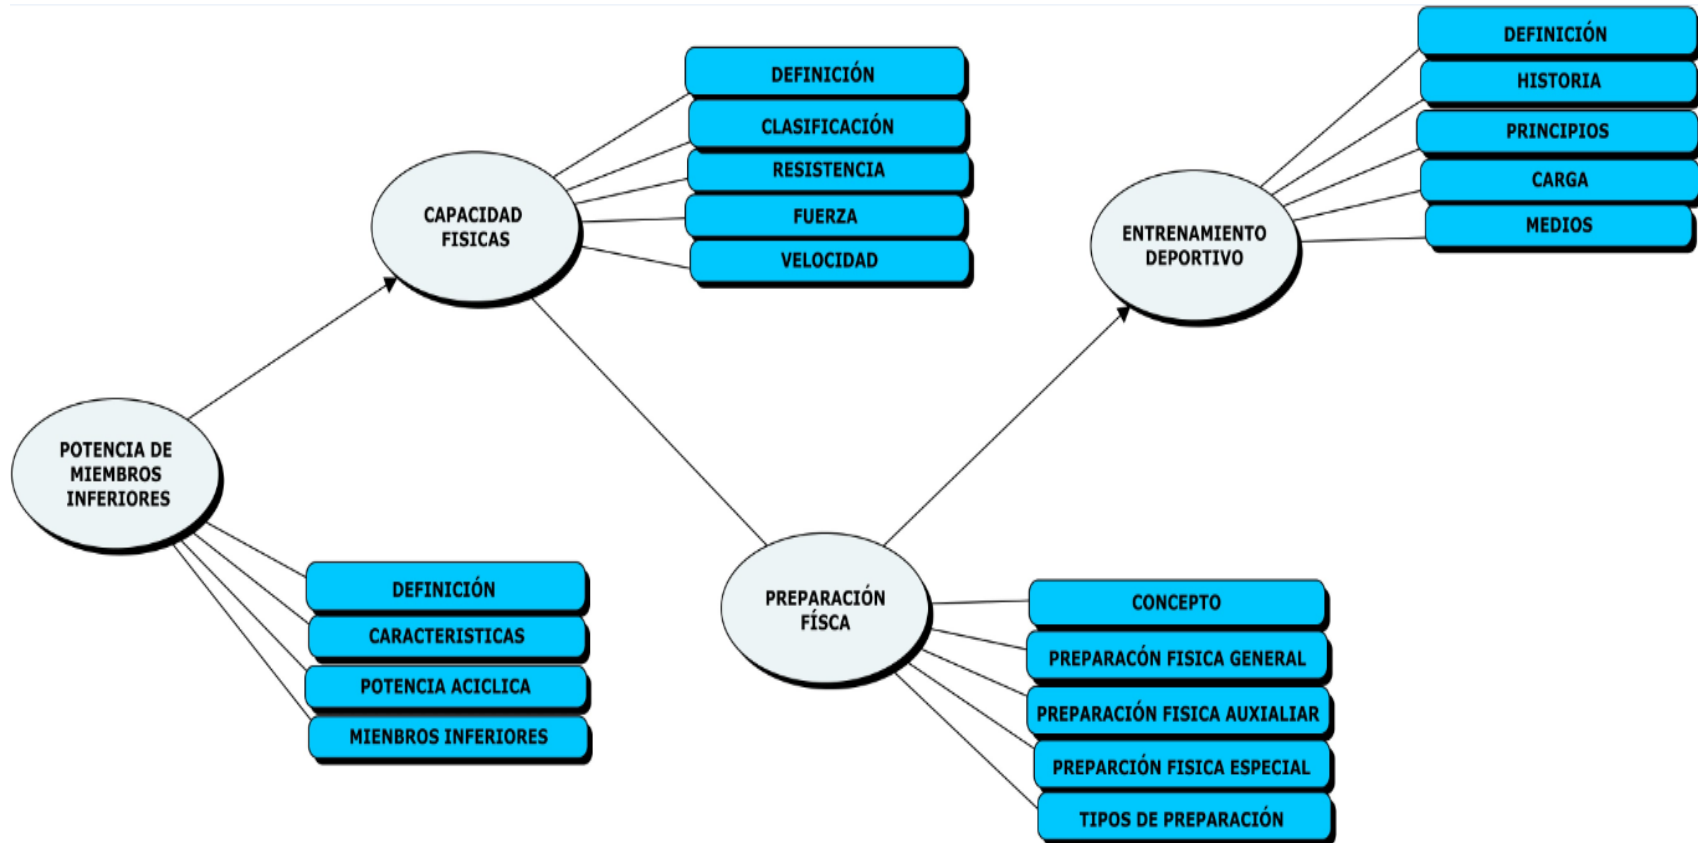 DEFINICIÓN
CLASIFICACIÓN
RESISTENCIA
FUERZA
VELOCIDAD
CAPACIDAD
FISICAS
DEFINICIÓN
HISTORIA
PRINCIPIOS
CARGA
MEDIOS
ENTRENAMIENTO
DEPORTIVO
POTENCIA DE
MIEMBROS
INFERIORES
DEFINICIÓN
CARACTERISTICAS
POTENCIA ACICLICA
MIENBROS INFERIORES
PREPARACIÓN
FÍSCA
CONCEPTO
PREPARACÓN FISICA GENERAL
PREPARACIÓN FISICA AUXIALIAR
PREPARCIÓN FISICA ESPECIAL
TIPOS DE PREPARACIÓN